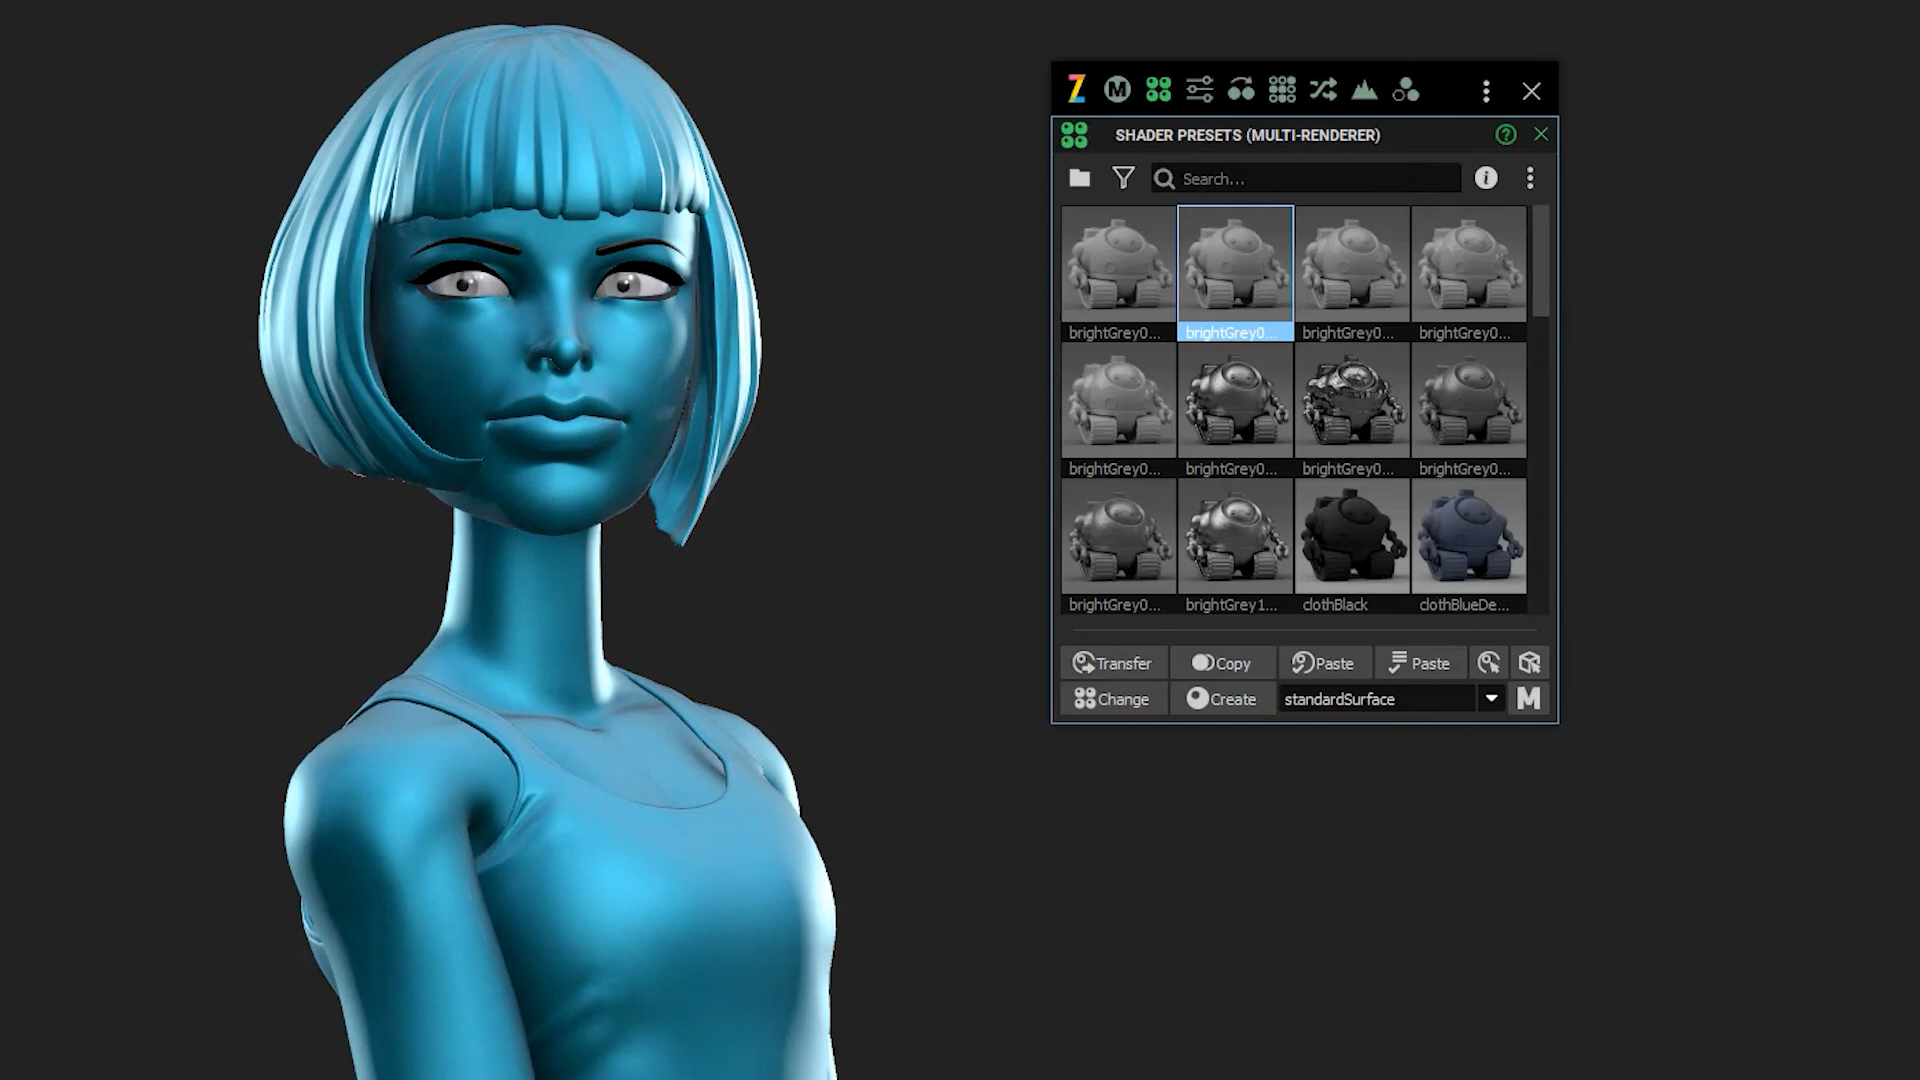 Z M
SHADER PRESETS (MULTI-RENDERER) ?
Search... i
brightGrey0... brightGrey0... brightGrey0... brightGrey0...
brightGrey0... brightGrey0... brightGrey0... brightGrey0...
brightGrey0... brightGrey1... clothBlack clothBlueDe...
Transfer Copy Paste Paste
Change Create standardSurface M